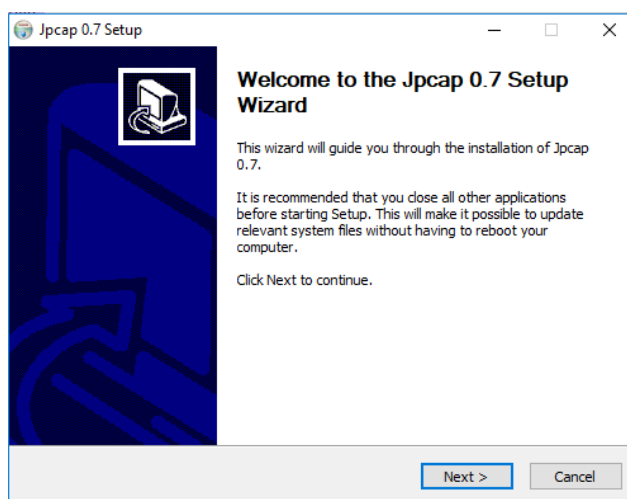 Jpcap 0.7 Setup
Welcome to the Jpcap 0.7 Setup
Wizard
This wizard will guide you through the installation of Jpcap
0.7.
It is recommended that you close all other applications
before starting Setup. This will make it possible to update
relevant system files without having to reboot your
computer.
Click Next to continue.
Next >
Cancel